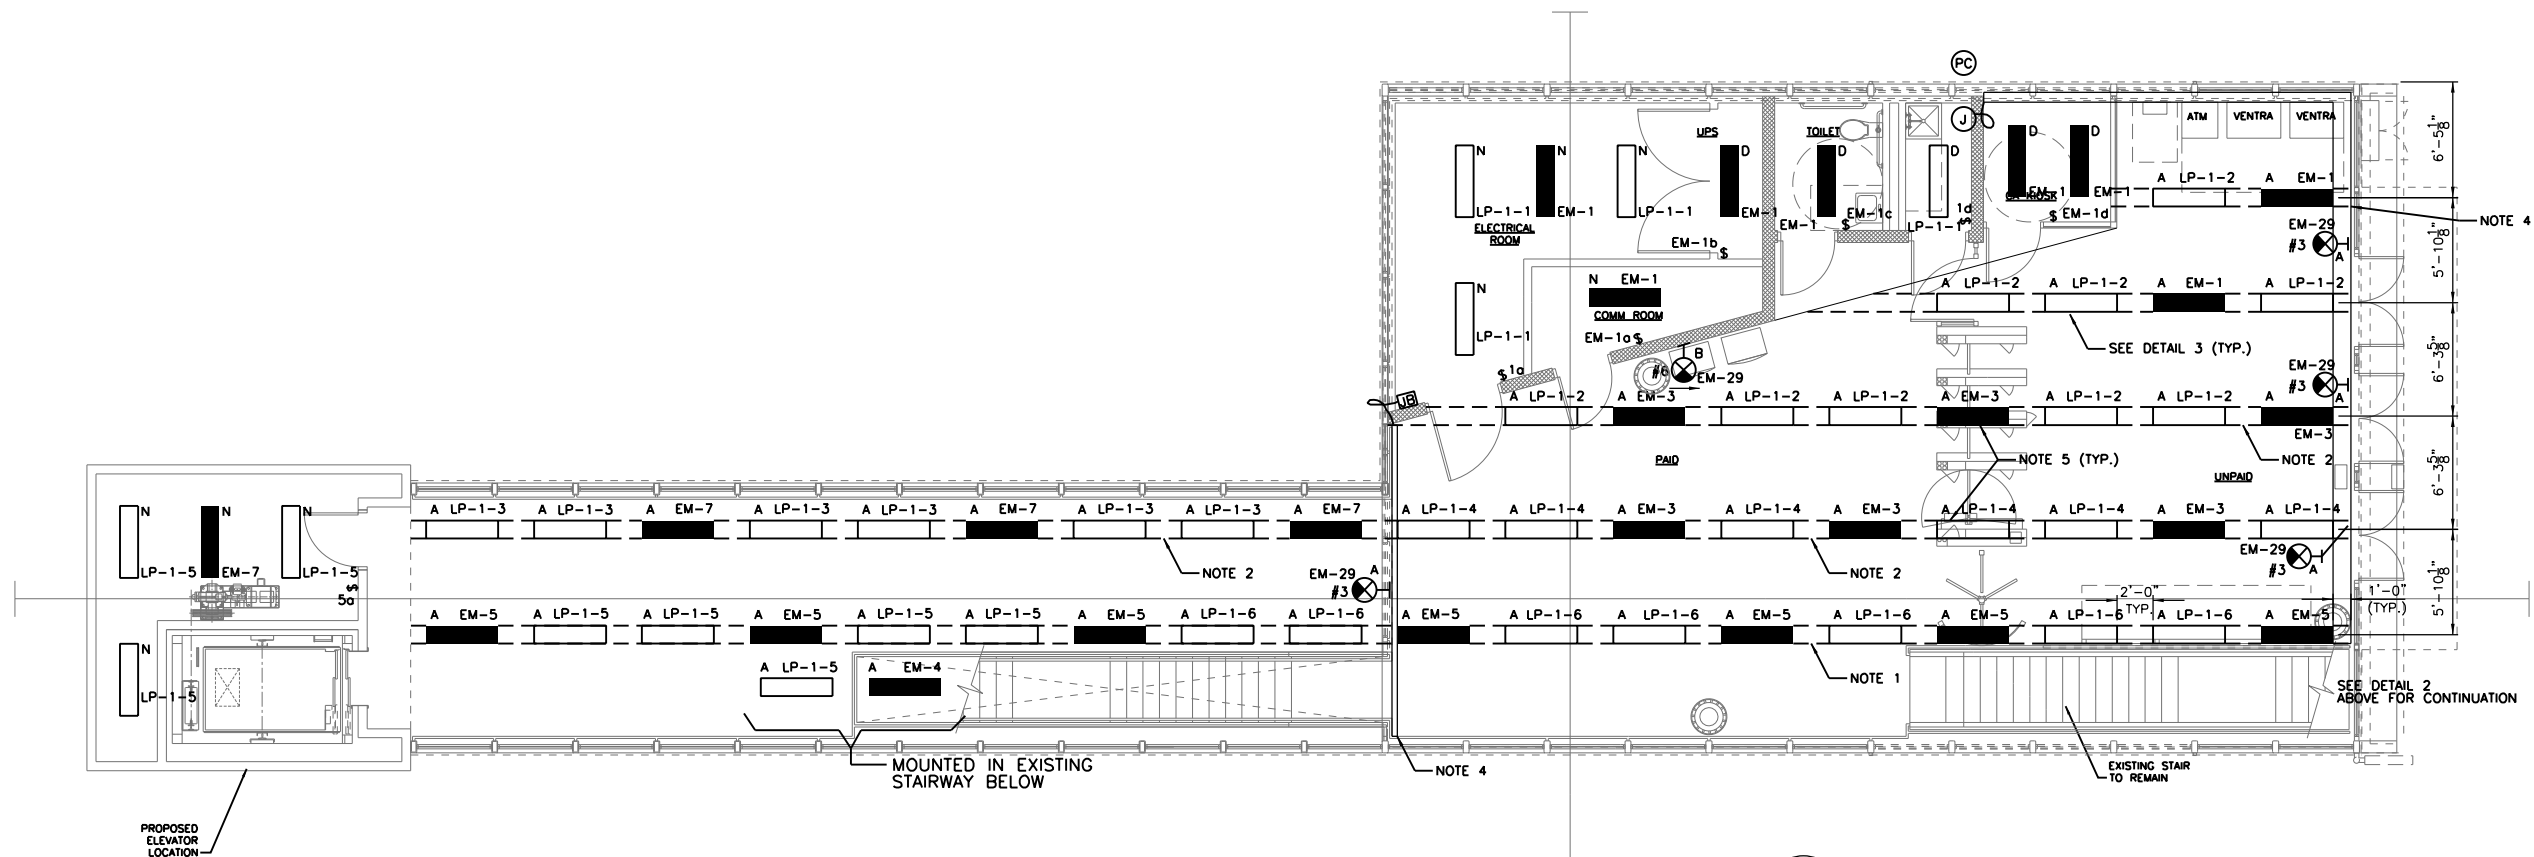 PC
J
ATM
VENTRA
VENTRA
6'-5 1/8"
UPS
TOILET
N
N
N
D
D
D
D
D
A LP-1-2
A EM-1
EM-1
EM-1
CA KIOSK
LP-1-1
EM-1
LP-1-1
EM-1
EM-1c
$
EM-1
1d
$
LP-1-1
$ EM-1d
NOTE 4
ELECTRICAL
ROOM
EM-1b
$
EM-29
#3
A
5'-10 1/8"
N
N EM-1
COMM ROOM
A LP-1-2
A LP-1-2
A EM-1
A LP-1-2
LP-1-1
EM-1a $
SEE DETAIL 3 (TYP.)
6'-3 5/8"
B
#6
EM-29
$ 1a
EM-29
#3
A
JB
A LP-1-2
A EM-3
A LP-1-2
A LP-1-2
A EM-3
A LP-1-2
A LP-1-2
A
EM-3
PAID
NOTE 5 (TYP.)
NOTE 2
UNPAID
6'-3 5/8"
N
N
N
A LP-1-3
A LP-1-3
A EM-7
A LP-1-3
A LP-1-3
A EM-7
A LP-1-3
A LP-1-3
A EM-7
A LP-1-4
A LP-1-4
A EM-3
A LP-1-4
A EM-3
A LP-1-4
A LP-1-4
A EM-3
A LP-1-4
LP-1-5
EM-7
LP-1-5
$
5a
NOTE 2
NOTE 2
EM-29
#3
A
EM-29
#3
A
2'-0"
TYP.
1'-0"
(TYP.)
5'-10 1/8"
A EM-5
A LP-1-5
A LP-1-5
A EM-5
A LP-1-5
A LP-1-5
A EM-5
A LP-1-6
A LP-1-6
A EM-5
A LP-1-6
A LP-1-6
A EM-5
A LP-1-6
A EM-5
A LP-1-6
A LP-1-6
A EM-5
N
LP-1-5
A LP-1-5
A EM-4
NOTE 1
SEE DETAIL 2
ABOVE FOR CONTINUATION
MOUNTED IN EXISTING
STAIRWAY BELOW
NOTE 4
EXISTING STAIR
TO REMAIN
PROPOSED
ELEVATOR
LOCATION